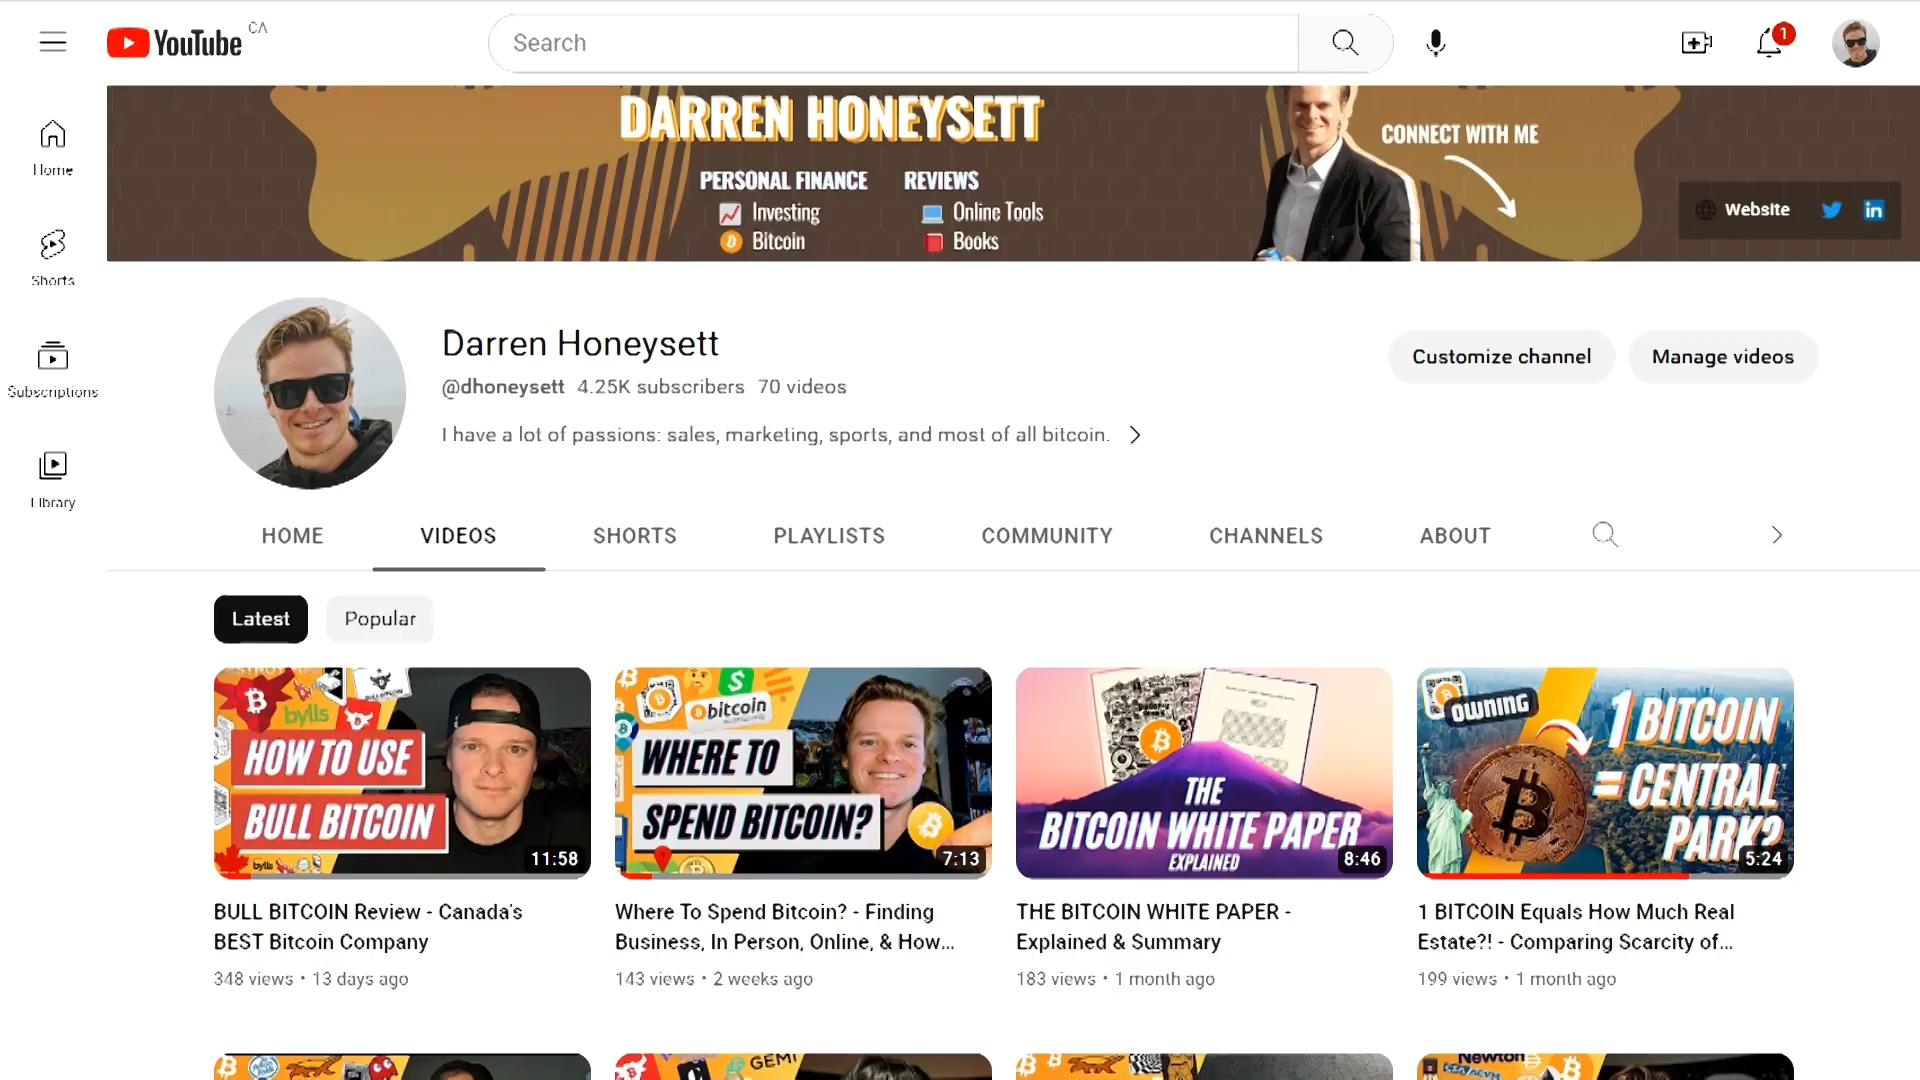 YouTube CA
Search
1
DARREN HONEYSETT
PERSONAL FINANCE
Investing
Bitcoin
REVIEWS
Online Tools
Books
CONNECT WITH ME
Website
Home
Shorts
Subscriptions
Library
Darren Honeysett
@dhoneysett 4.25K subscribers 70 videos
I have a lot of passions: sales, marketing, sports, and most of all bitcoin.
Customize channel
Manage videos
HOME VIDEOS SHORTS PLAYLISTS COMMUNITY CHANNELS ABOUT
Latest
Popular
bylls
HOW TO USE
BULL BITCOIN
bylls
11:58
BULL BITCOIN Review - Canada's
BEST Bitcoin Company
348 views • 13 days ago
bitcoin
WHERE TO
SPEND BITCOIN?
7:13
Where To Spend Bitcoin? - Finding
Business, In Person, Online, & How...
143 views • 2 weeks ago
THE
BITCOIN WHITE PAPER
EXPLAINED
8:46
THE BITCOIN WHITE PAPER -
Explained & Summary
183 views • 1 month ago
OWNING
1 BITCOIN
= CENTRAL
PARK?
5:24
1 BITCOIN Equals How Much Real
Estate?! - Comparing Scarcity of...
199 views • 1 month ago
GEMI
Newton